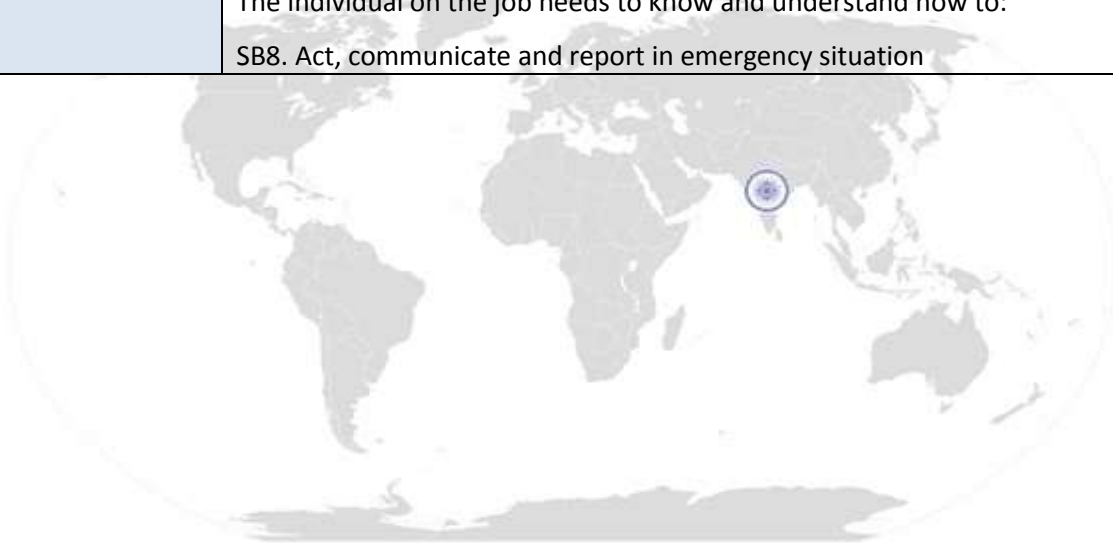 The individual on the job needs to know and understand how to:
SB8. Act, communicate and report in emergency situation